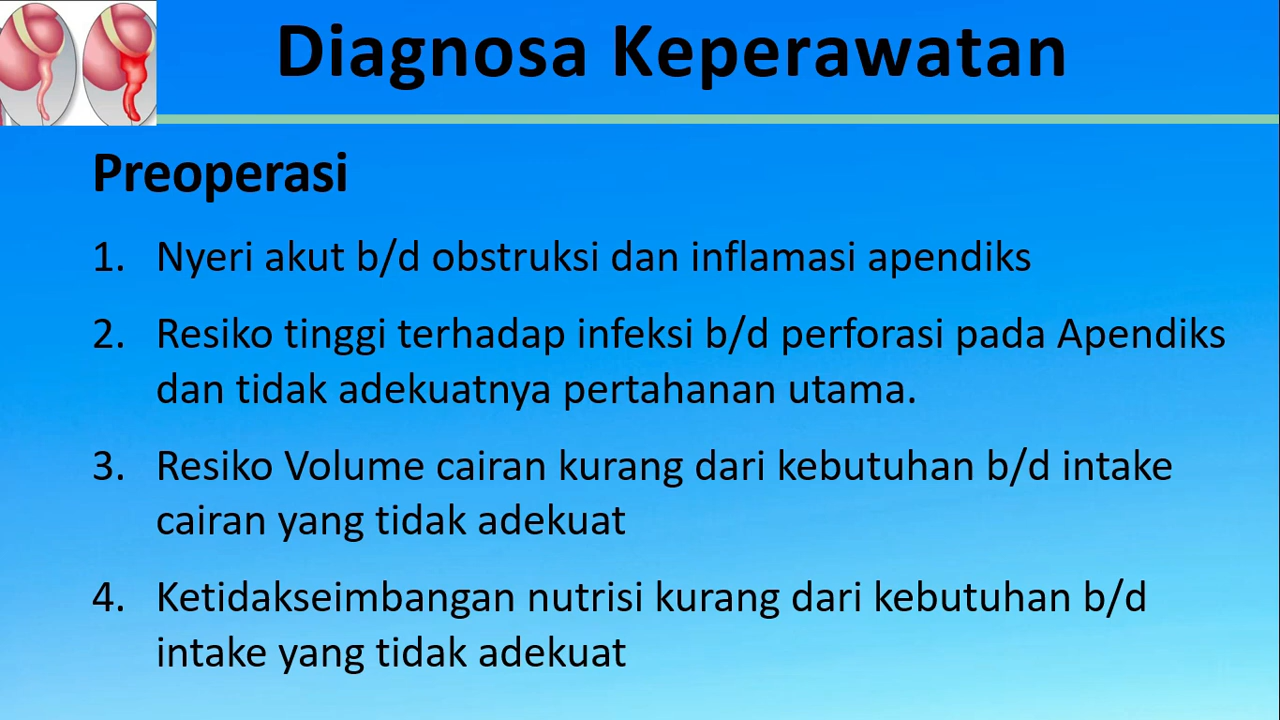 Diagnosa Keperawatan
Preoperasi
1. Nyeri akut b/d obstruksi dan inflamasi apendiks
2. Resiko tinggi terhadap infeksi b/d perforasi pada Apendiks
dan tidak adekuatnya pertahanan utama.
3. Resiko Volume cairan kurang dari kebutuhan b/d intake
cairan yang tidak adekuat
4. Ketidakseimbangan nutrisi kurang dari kebutuhan b/d
intake yang tidak adekuat